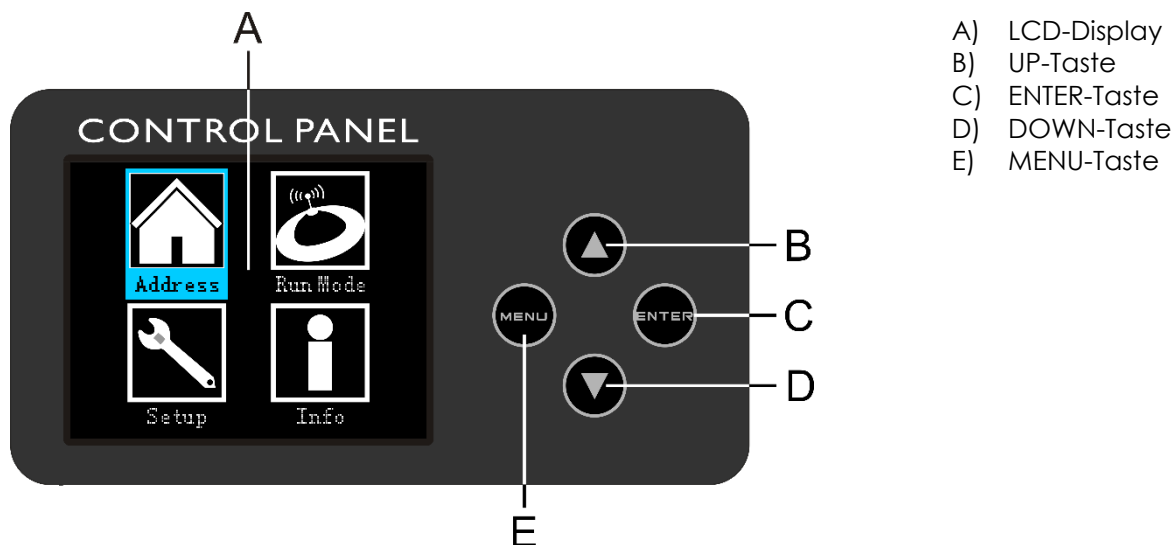 A
CONTROL PANEL
Address
Run Mode
Setup
Info
MENU
ENTER
B
C
D
E
A) LCD-Display
B) UP-Taste
C) ENTER-Taste
D) DOWN-Taste
E) MENU-Taste